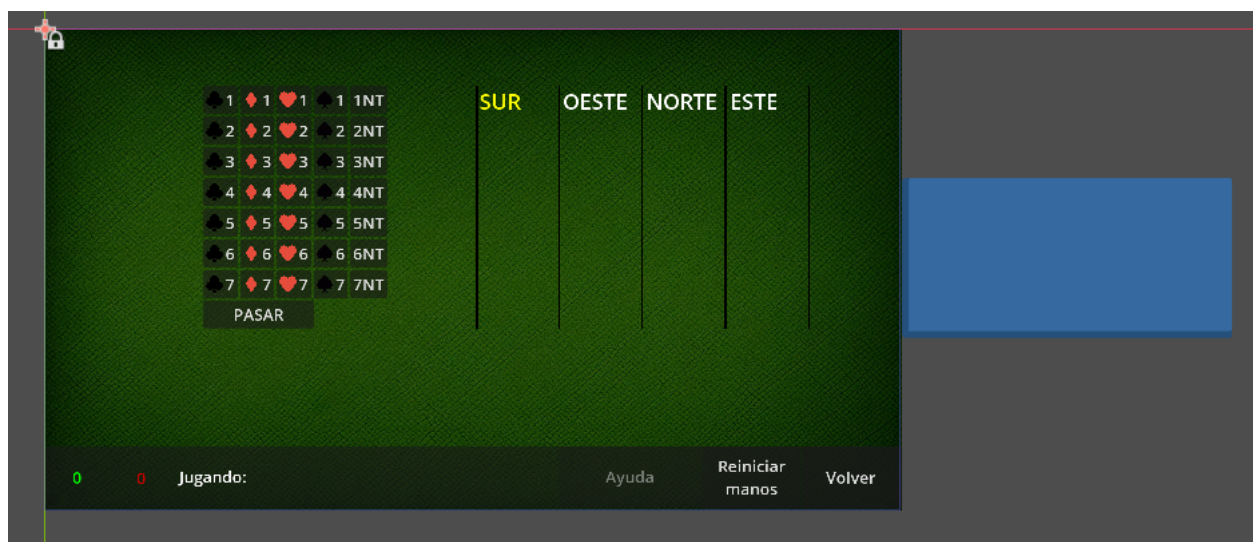 ♣1 ♦1 ♥1 ♠1 1NT
♣2 ♦2 ♥2 ♠2 2NT
♣3 ♦3 ♥3 ♠3 3NT
♣4 ♦4 ♥4 ♠4 4NT
♣5 ♦5 ♥5 ♠5 5NT
♣6 ♦6 ♥6 ♠6 6NT
♣7 ♦7 ♥7 ♠7 7NT
PASAR
SUR OESTE NORTE ESTE
0 0 Jugando:
Ayuda
Reiniciar
manos
Volver